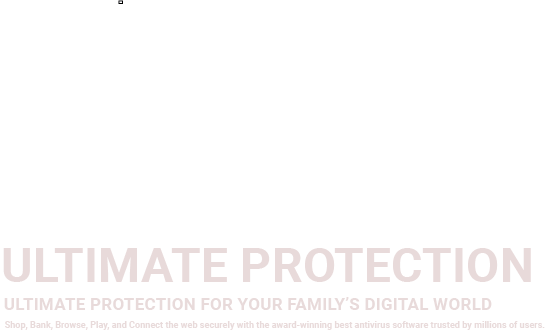 ULTIMATE PROTECTION
ULTIMATE PROTECTION FOR YOUR FAMILY’S DIGITAL WORLD
Shop, Bank, Browse, Play, and Connect the web securely with the award-winning best antivirus software trusted by millions of users.